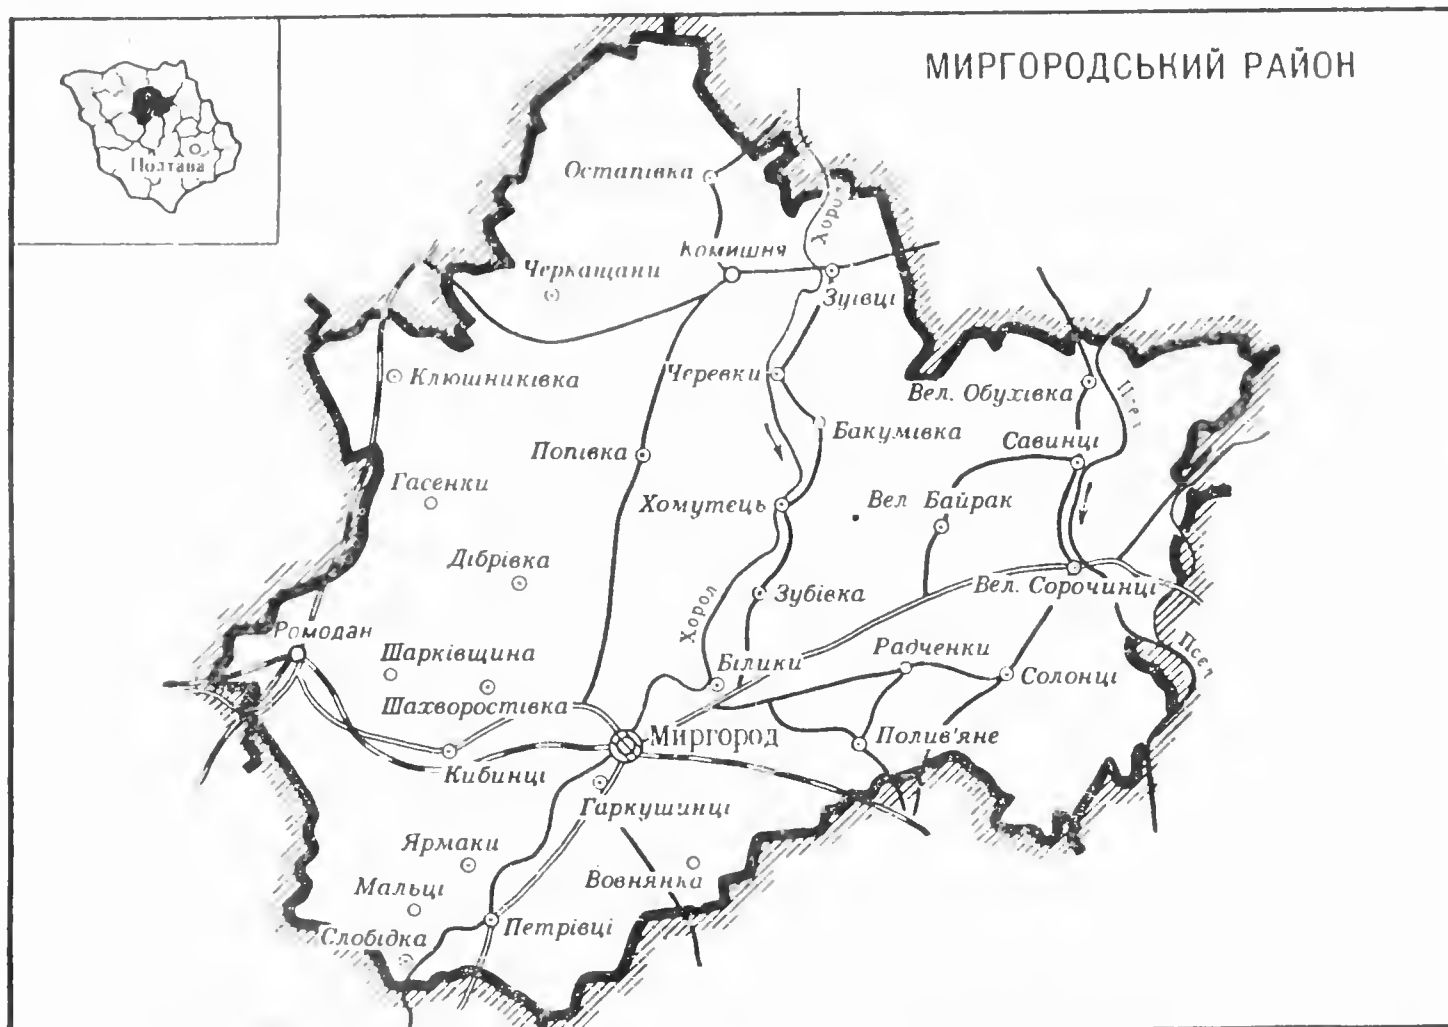 МИРГОРОДСЬКИЙ РАЙОН
Полтава
Остапівка
Хорол
Комишня
Черкащани
Зуівці
Клюшниківка
Черевки
Вел. Обухівка
Бакумівка
Савинці
Попівка
Гасенки
Хомутець
Вел Байрак
Дібрівка
Зубівка
Вел. Сорочинці
Хорол
Ромодан
Шарківщина
Білики
Радченки
Псел
Солонці
Шахворостівка
Миргород
Полив'яне
Кибинці
Гаркушинці
Ярмаки
Вовнянка
Мальці
Петрівці
Слобідка